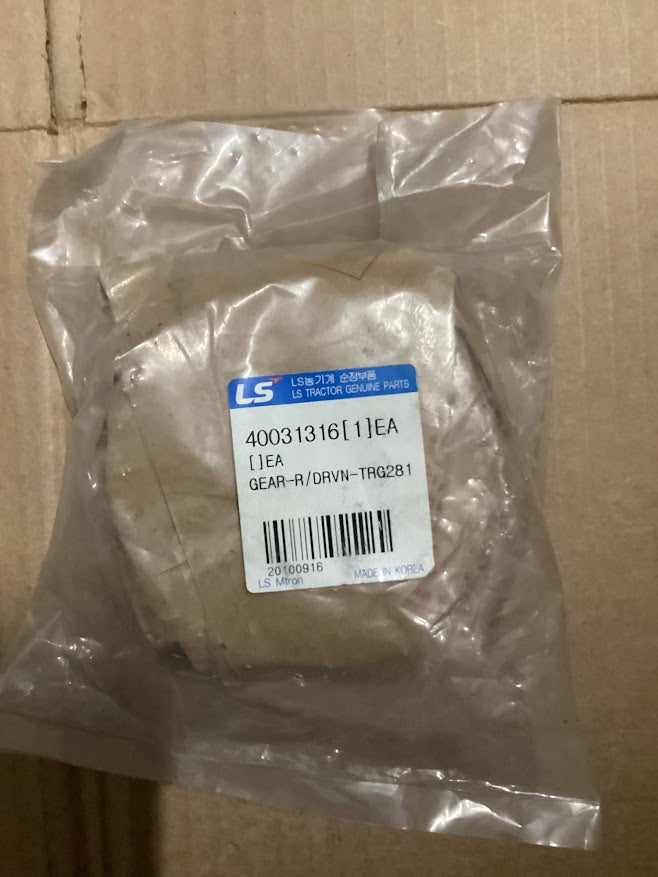 LS
LS농기계 순정부품
LS TRACTOR GENUINE PARTS
40031316[1]EA
[]EA
GEAR-R/DRVN-TRG281
20100916
LS Mtron
MADE IN KOREA